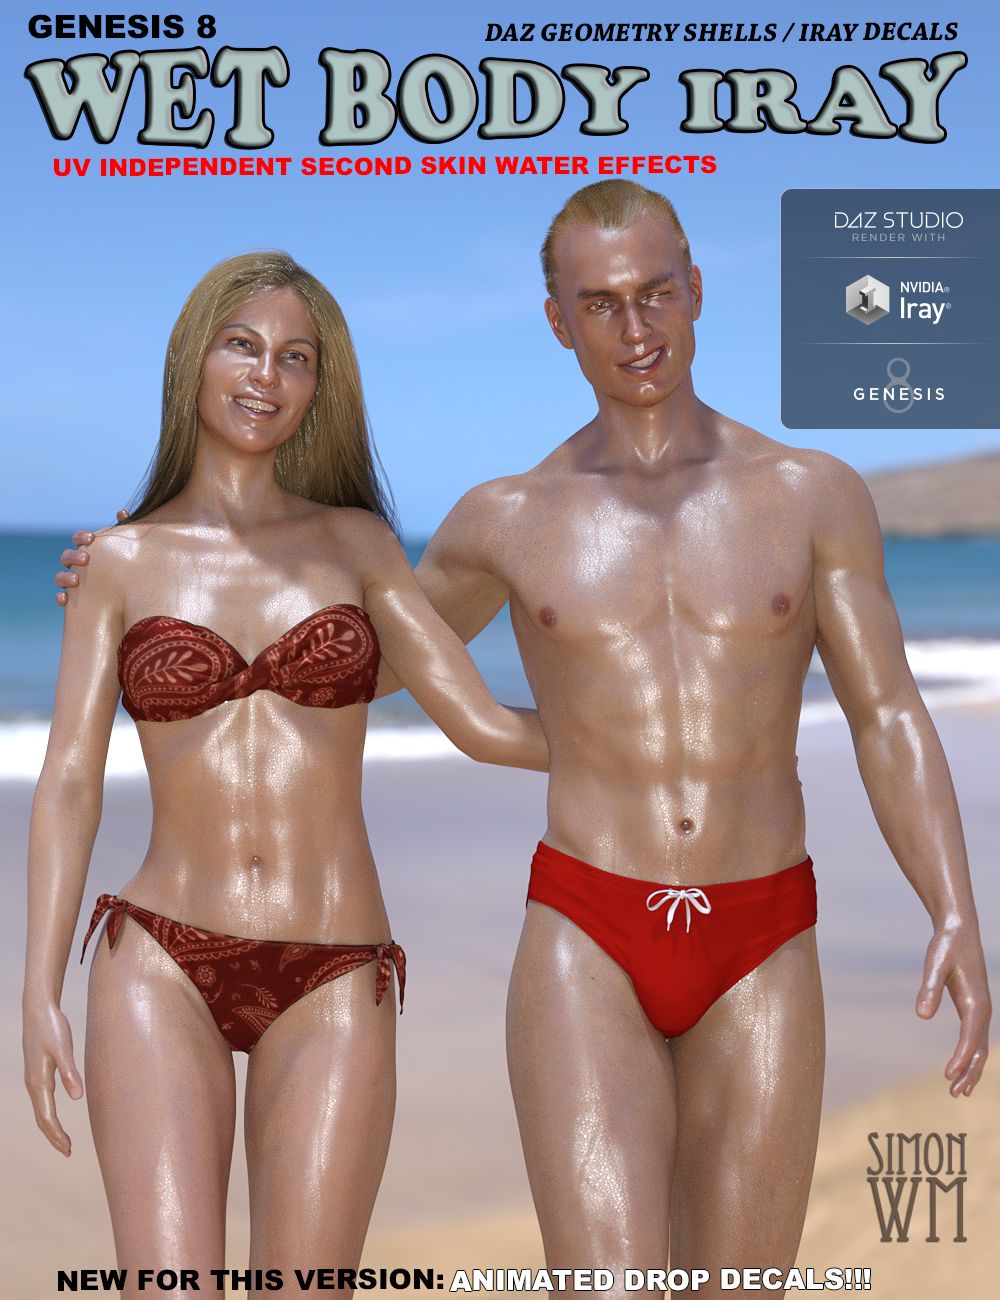 GENESIS 8
DAZ GEOMETRY SHELLS / IRAY DECALS
WET BODY IRAY
UV INDEPENDENT SECOND SKIN WATER EFFECTS
DAZ STUDIO
RENDER WITH
NVIDIA®
Iray®
8
GENESIS
SIMON
WM
NEW FOR THIS VERSION: ANIMATED DROP DECALS!!!